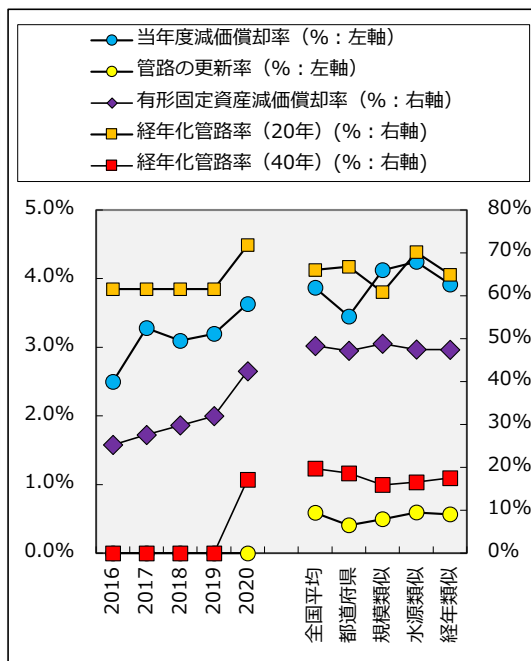 当年度減価償却率（%：左軸）
管路の更新率（%：左軸）
有形固定資産減価償却率（%：右軸）
経年化管路率（20年）(%：右軸)
経年化管路率（40年）(%：右軸)
5.0%
4.0%
3.0%
2.0%
1.0%
0.0%
80%
70%
60%
50%
40%
30%
20%
10%
0%
2016
2017
2018
2019
2020
全国平均
都道府県
規模類似
水源類似
経年類似